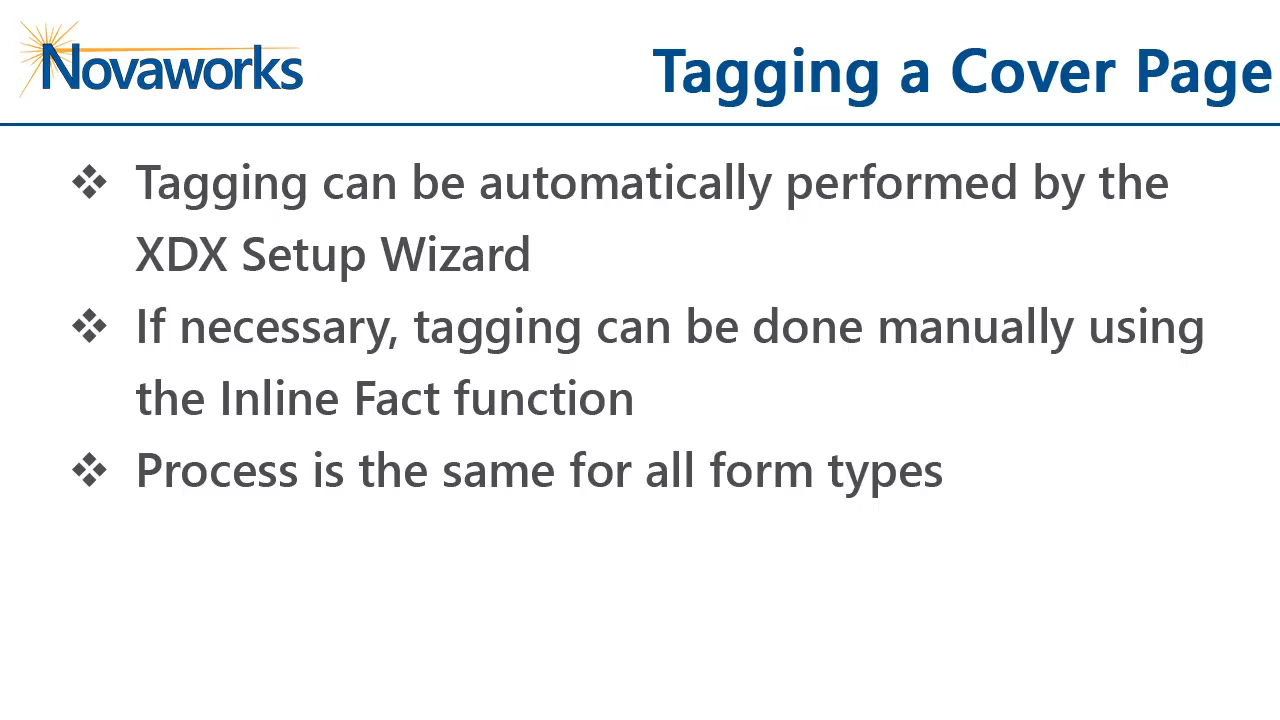 Novaworks
Tagging a Cover Page
❖ Tagging can be automatically performed by the
XDX Setup Wizard
❖ If necessary, tagging can be done manually using
the Inline Fact function
❖ Process is the same for all form types